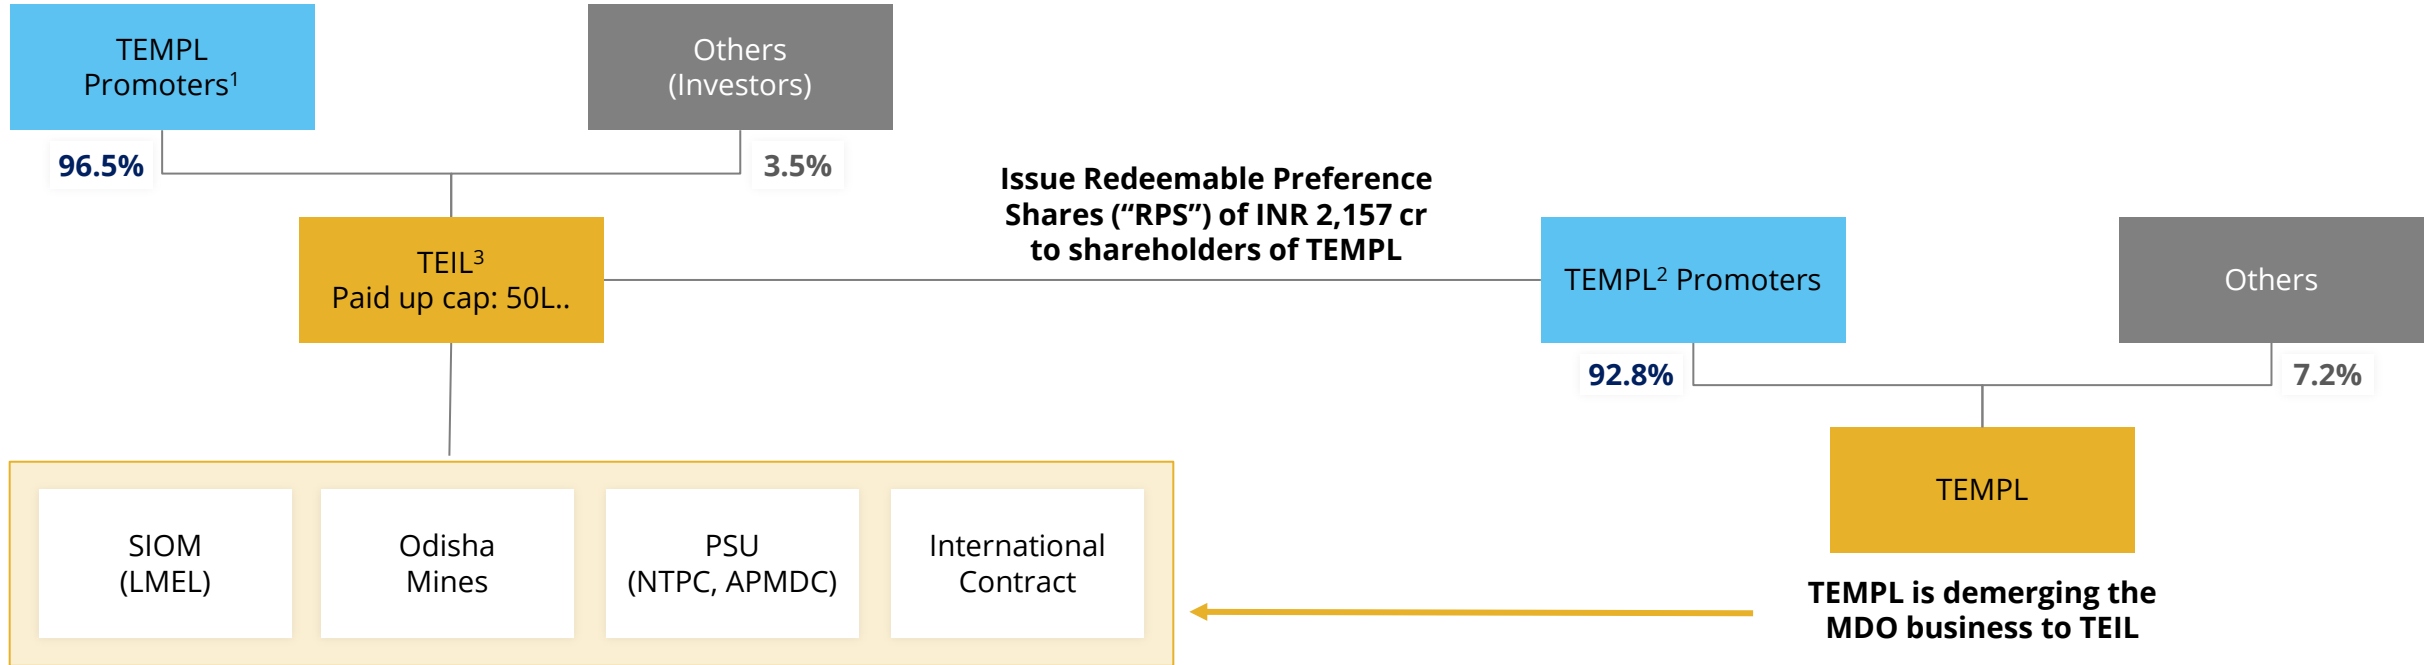 TEMPL
Promoters¹
Others
(Investors)
96.5%
3.5%
Issue Redeemable Preference
Shares (“RPS”) of INR 2,157 cr
to shareholders of TEMPL
TEIL³
Paid up cap: 50L..
TEMPL² Promoters
Others
92.8%
7.2%
TEMPL
SIOM
(LMEL)
Odisha
Mines
PSU
(NTPC, APMDC)
International
Contract
TEMPL is demerging the
MDO business to TEIL